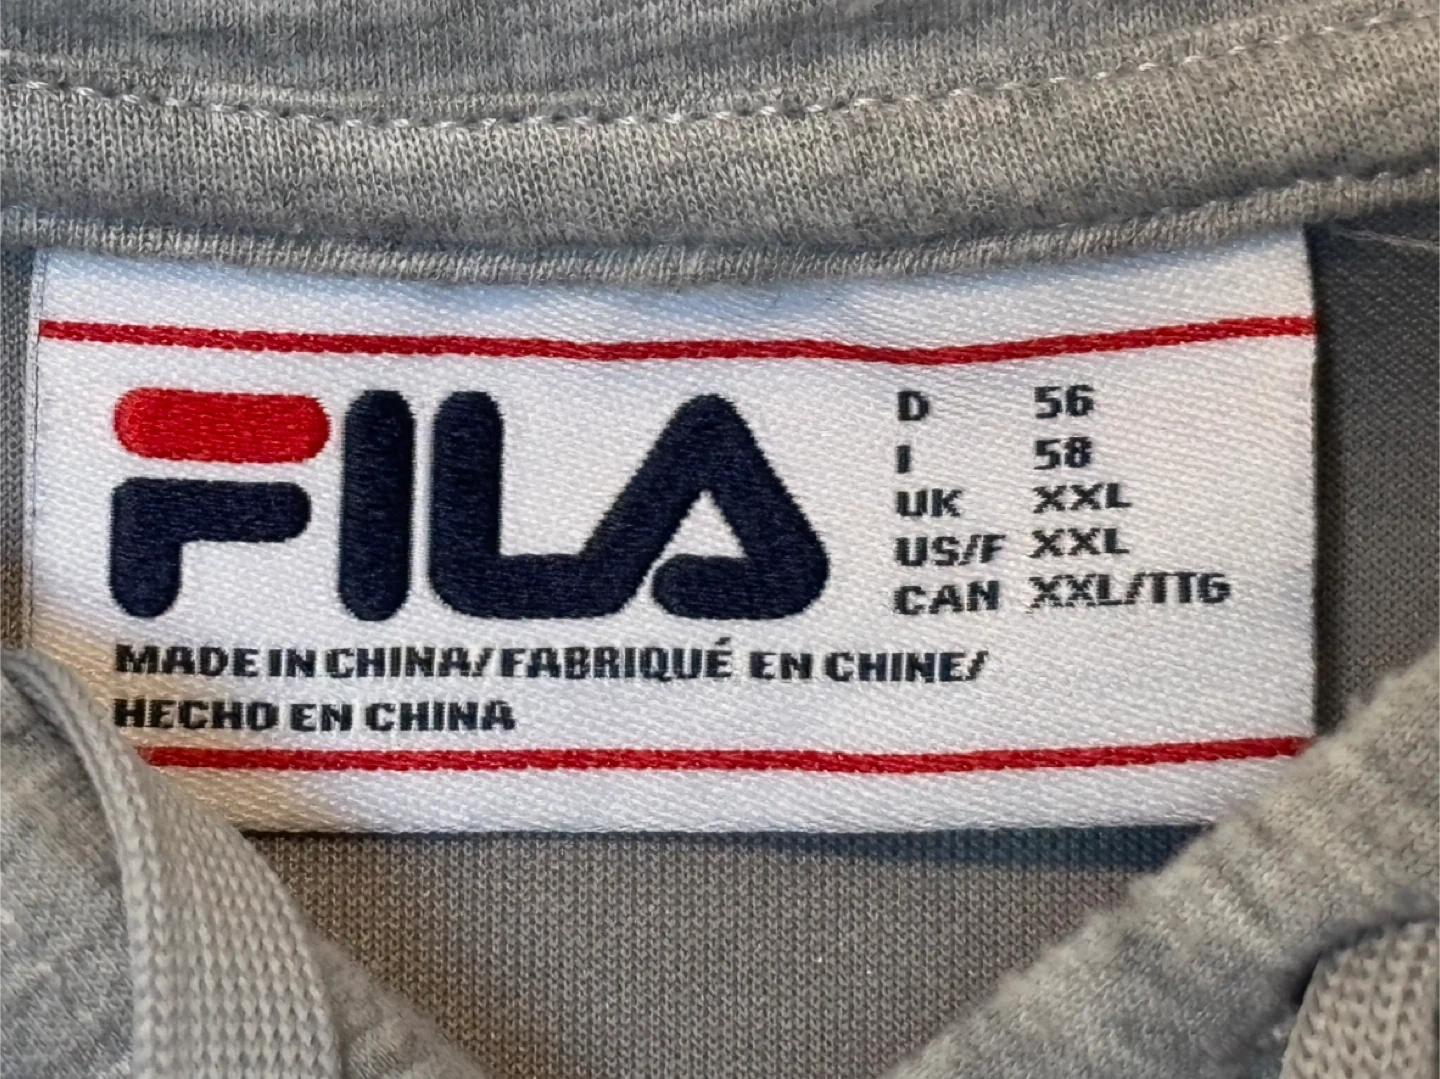 FILA
D 56
I 58
UK XXL
US/F XXL
CAN XXL/TTG
MADE IN CHINA/FABRIQUÉ EN CHINE/
HECHO EN CHINA